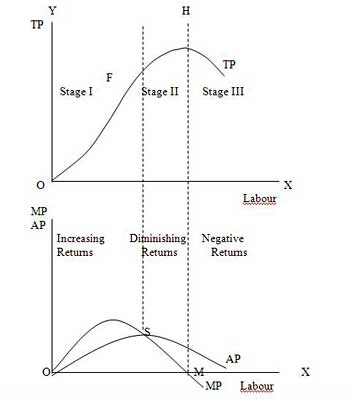 Y H
TP
F
TP
Stage I Stage II Stage III
O X
Labour
MP
AP
Increasing Diminishing Negative
Returns Returns Returns
S
AP
O M X
MP Labour